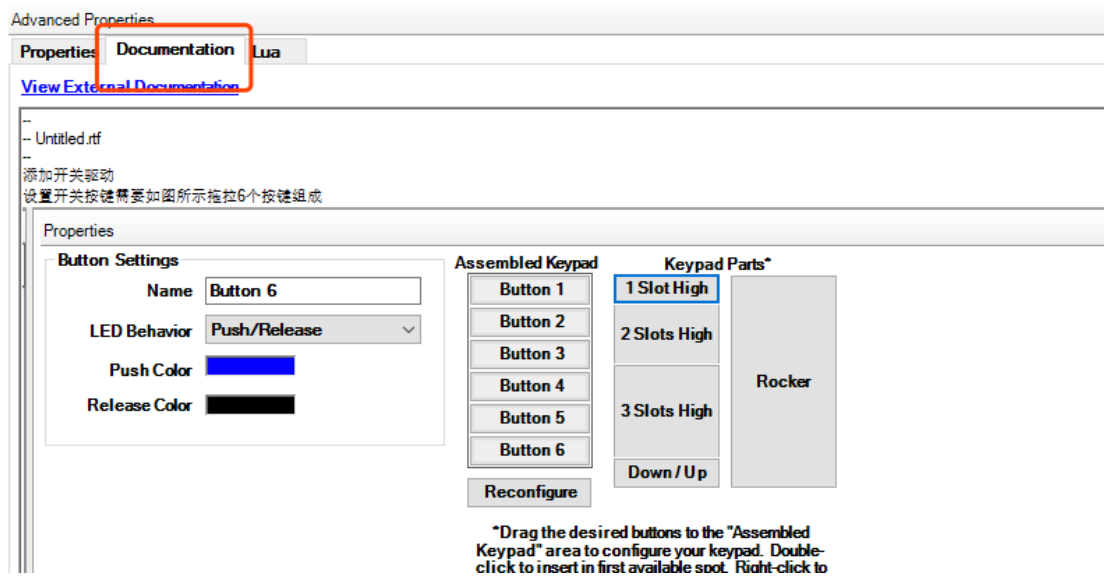 Advanced Properties
Properties Documentation Lua
View External Documentation
--
-- Untitled.rtf
--
添加开关驱动
设置开关按键需要如图所示拖拉6个按键组成
Properties
Button Settings
Name Button 6
LED Behavior Push/Release
Push Color
Release Color
Assembled Keypad
Button 1
Button 2
Button 3
Button 4
Button 5
Button 6
Reconfigure
Keypad Parts*
1 Slot High
2 Slots High
3 Slots High
Down / Up
Rocker
*Drag the desired buttons to the "Assembled
Keypad" area to configure your keypad. Double-
click to insert in first available spot. Right-click to